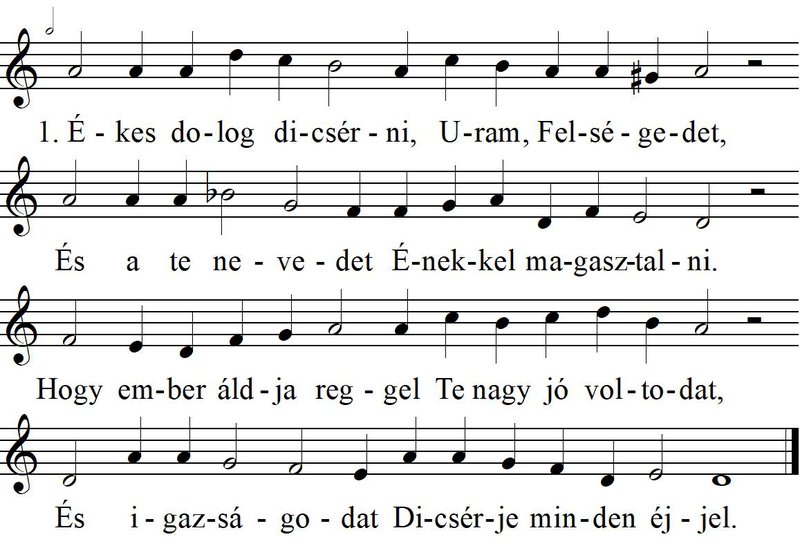 1. É - kes do-log di-csér - ni, U-ram, Fel-sé - ge-det,
És a te ne - ve - det É-nek-kel ma-gasz-tal - ni.
Hogy em-ber áld - ja reg - gel Te nagy jó vol-to-dat,
És i - gaz-sá - go-dat Di-csér-je min-den éj-jel.